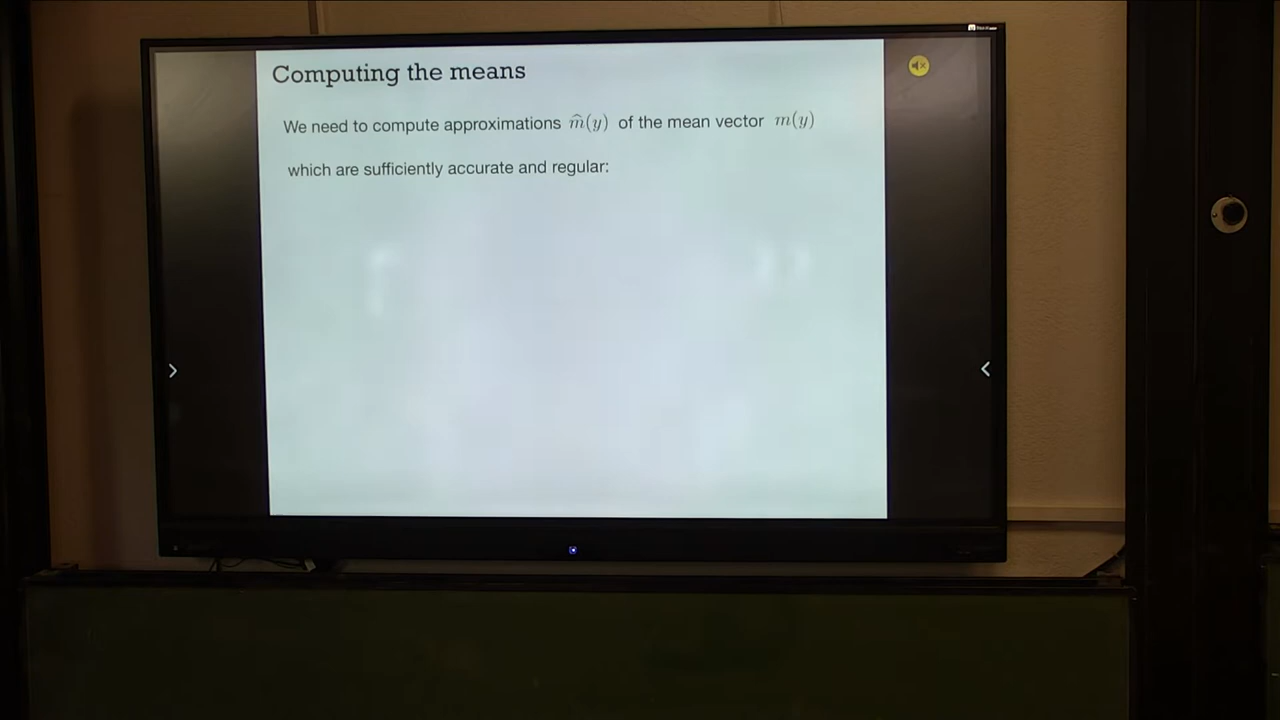 Computing the means
We need to compute approximations m̂(y) of the mean vector m(y)
which are sufficiently accurate and regular: